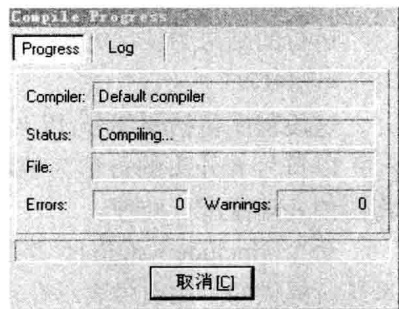 Compile Progress
Progress Log
Compiler: Default compiler
Status: Compiling...
File:
Errors: 0 Warnings: 0
取消[C]